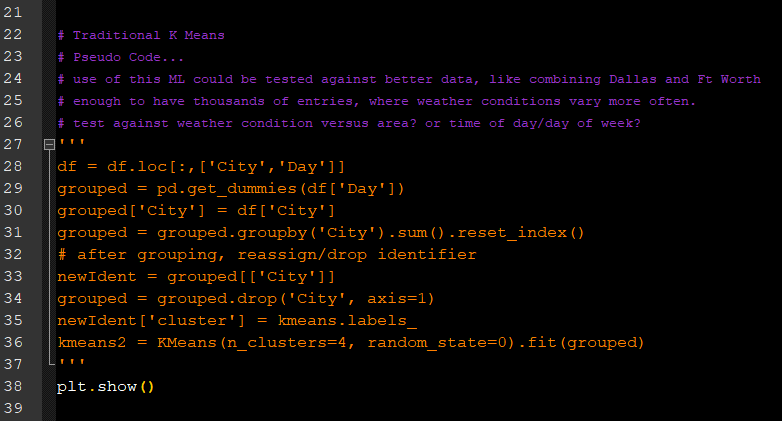 21
22 # Traditional K Means
23 # Pseudo Code...
24 # use of this ML could be tested against better data, like combining Dallas and Ft Worth
25 # enough to have thousands of entries, where weather conditions vary more often.
26 # test against weather condition versus area? or time of day/day of week?
27 '''
28 df = df.loc[:,['City','Day']]
29 grouped = pd.get_dummies(df['Day'])
30 grouped['City'] = df['City']
31 grouped = grouped.groupby('City').sum().reset_index()
32 # after grouping, reassign/drop identifier
33 newIdent = grouped[['City']]
34 grouped = grouped.drop('City', axis=1)
35 newIdent['cluster'] = kmeans.labels_
36 kmeans2 = KMeans(n_clusters=4, random_state=0).fit(grouped)
37 '''
38 plt.show()
39